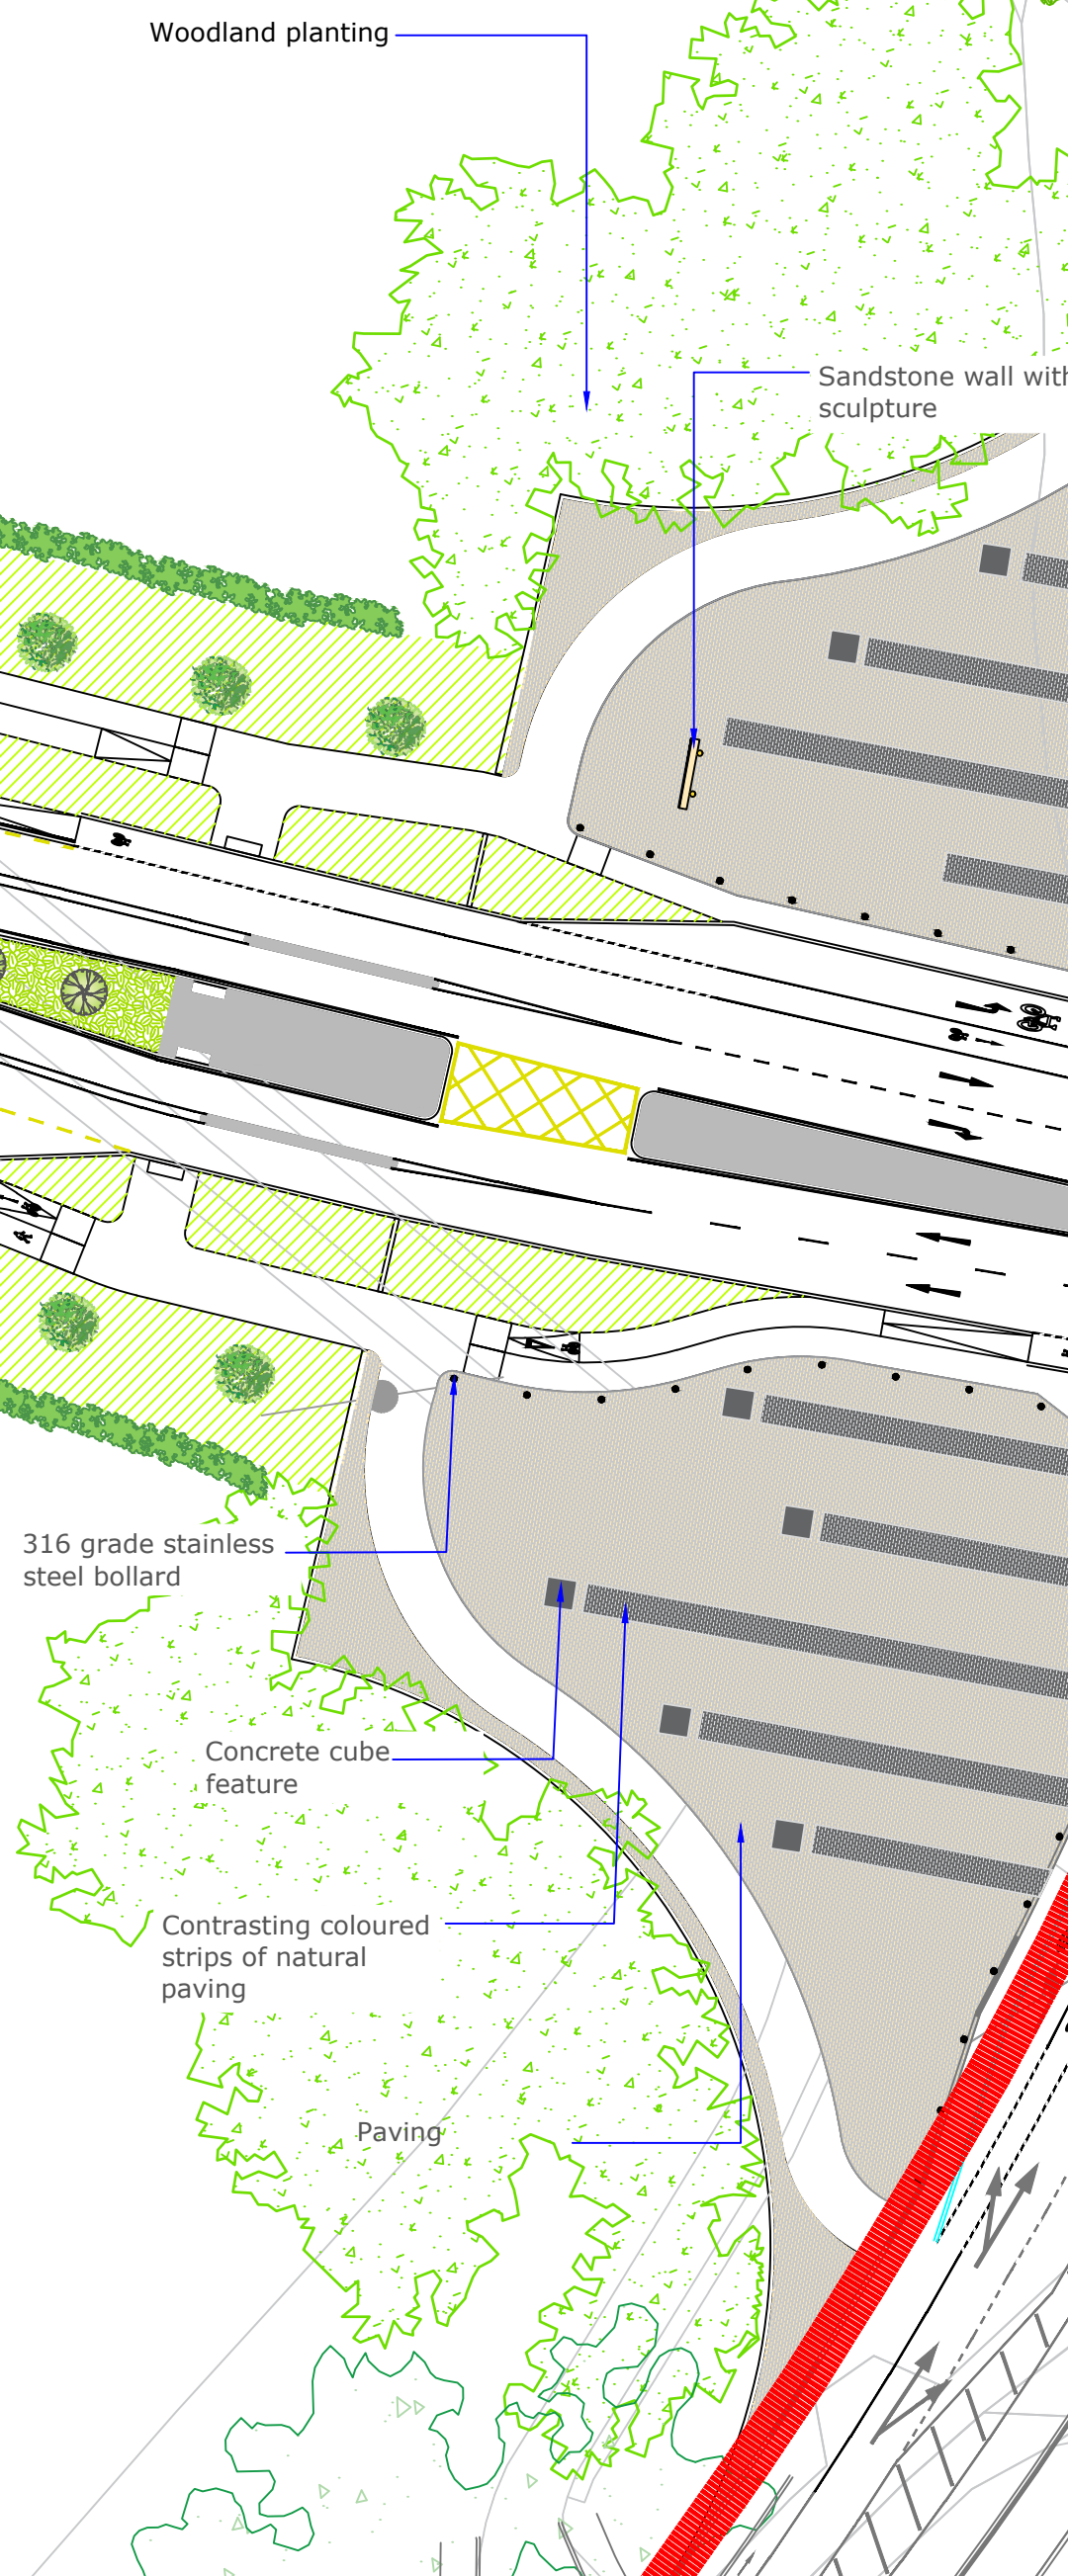 Woodland planting
Sandstone wall with
sculpture
316 grade stainless
steel bollard
Concrete cube
feature
Contrasting coloured
strips of natural
paving
Paving